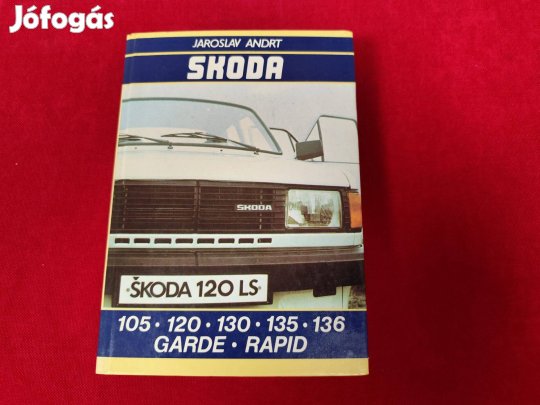 Jófogás
JAROSLAV ANDRT
SKODA
SKODA
ŠKODA 120 LS
105 • 120 • 130 • 135 • 136
GARDE • RAPID